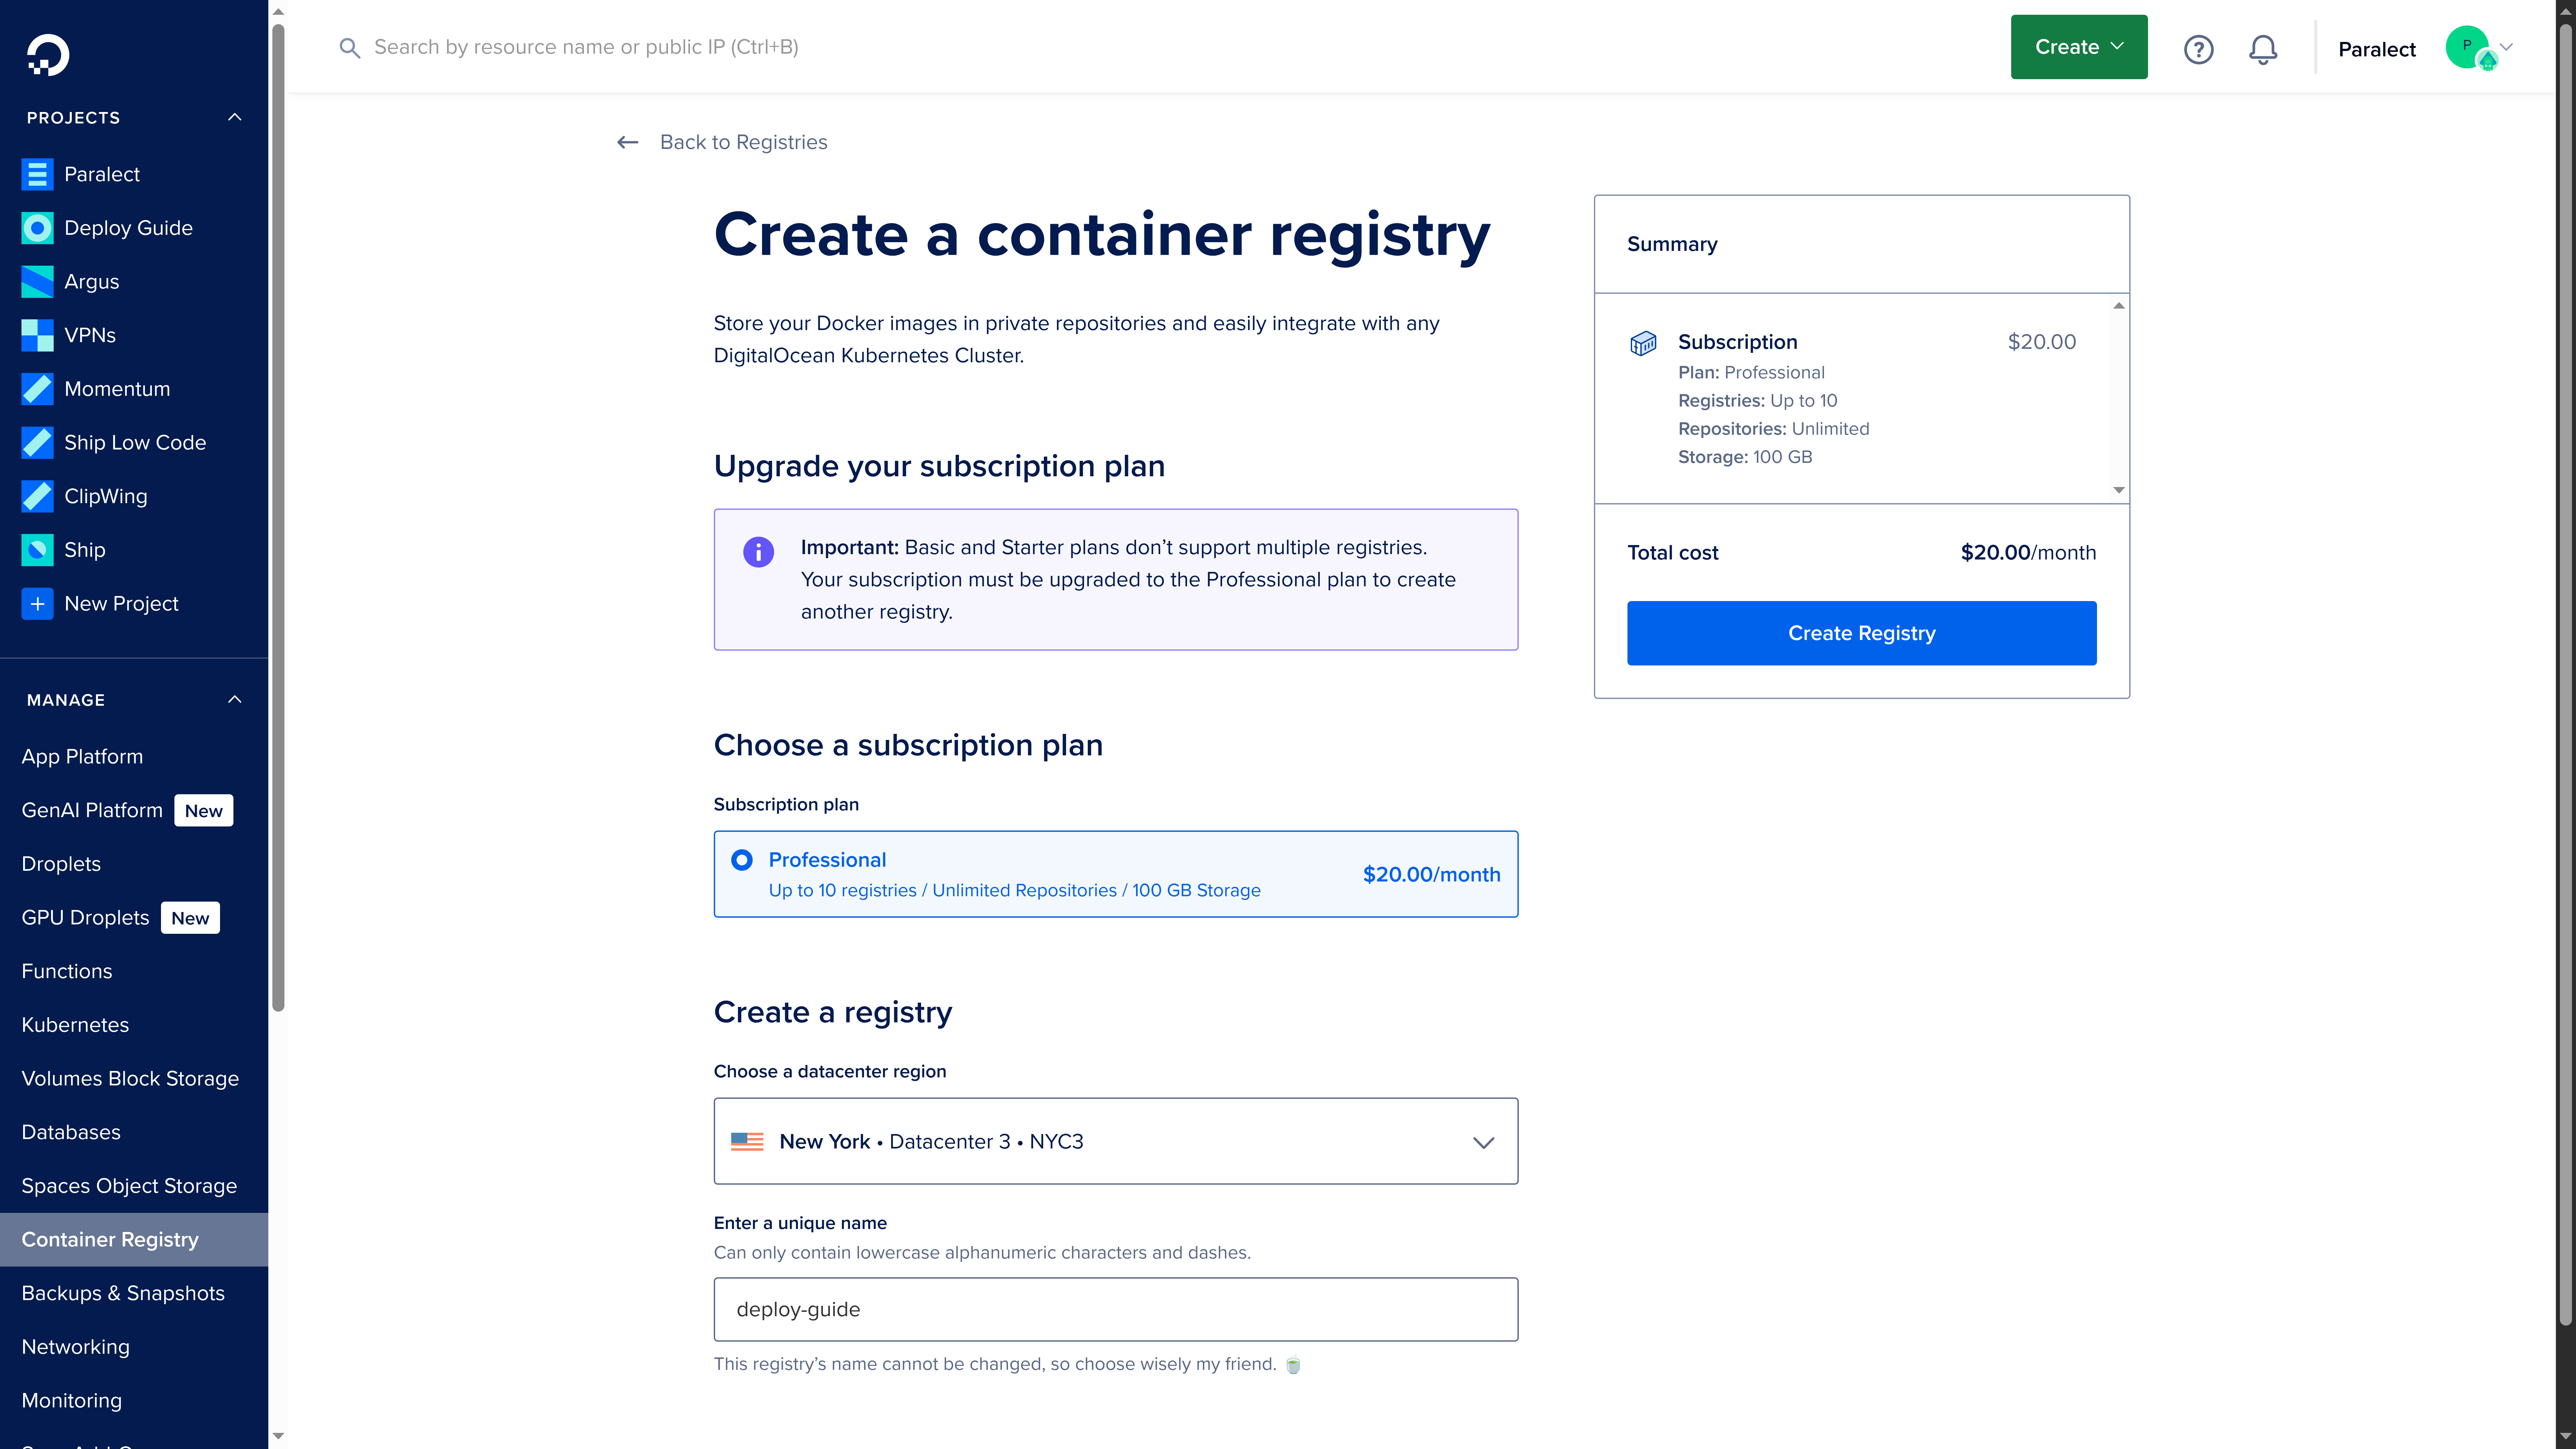 Search by resource name or public IP (Ctrl+B)
Create
Paralect
P
PROJECTS
Paralect
Deploy Guide
Argus
VPNs
Momentum
Ship Low Code
ClipWing
Ship
New Project
MANAGE
App Platform
GenAI Platform New
Droplets
GPU Droplets New
Functions
Kubernetes
Volumes Block Storage
Databases
Spaces Object Storage
Container Registry
Backups & Snapshots
Networking
Monitoring
Back to Registries
Create a container registry
Store your Docker images in private repositories and easily integrate with any
DigitalOcean Kubernetes Cluster.
Upgrade your subscription plan
Important: Basic and Starter plans don’t support multiple registries.
Your subscription must be upgraded to the Professional plan to create
another registry.
Choose a subscription plan
Subscription plan
Professional
Up to 10 registries / Unlimited Repositories / 100 GB Storage
$20.00/month
Create a registry
Choose a datacenter region
New York • Datacenter 3 • NYC3
Enter a unique name
Can only contain lowercase alphanumeric characters and dashes.
deploy-guide
This registry’s name cannot be changed, so choose wisely my friend. 🍵
Summary
Subscription $20.00
Plan: Professional
Registries: Up to 10
Repositories: Unlimited
Storage: 100 GB
Total cost $20.00/month
Create Registry